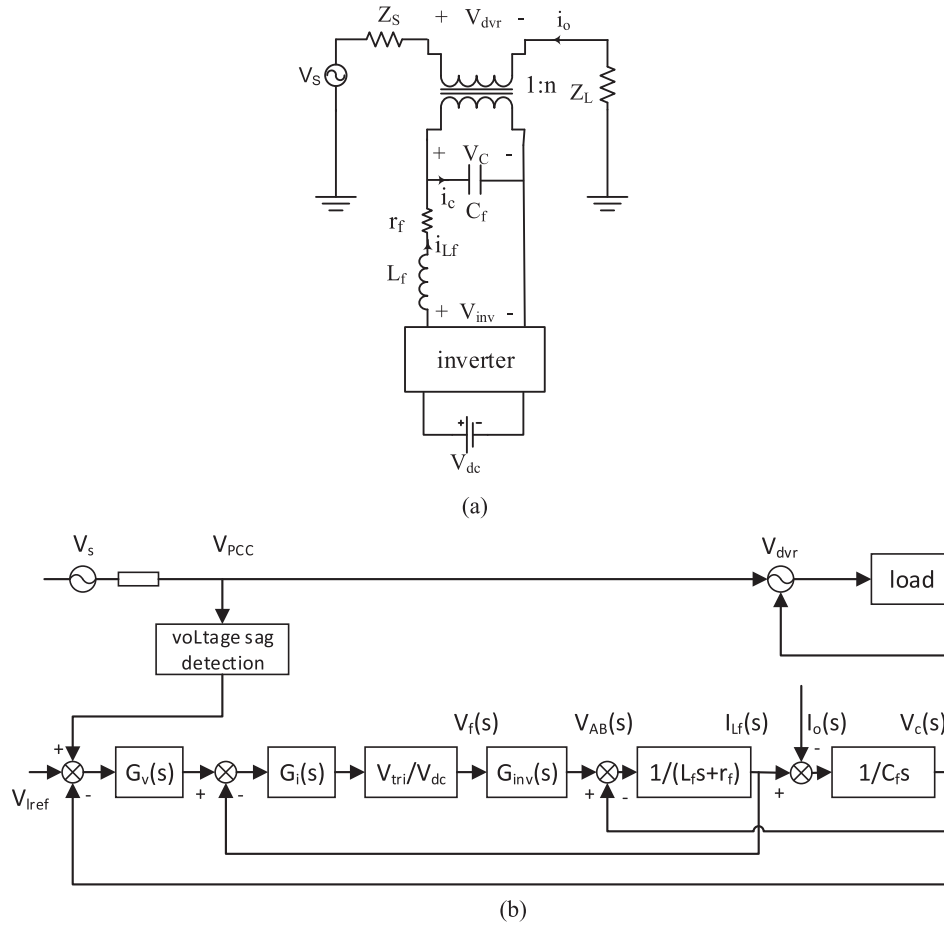 Z_S + V_dvr - i_o
V_S
1:n
Z_L
+ V_C -
i_c
C_f
r_f
i_Lf
L_f
+ V_inv -
inverter
+ -
V_dc
(a)
V_s V_PCC V_dvr
load
voLtage sag
detection
V_f(s) V_AB(s) I_Lf(s) I_o(s) V_c(s)
+ -
G_v(s) G_i(s) V_tri/V_dc G_inv(s) 1/(L_fs+r_f) 1/C_fs
V_lref - + - + - +
(b)